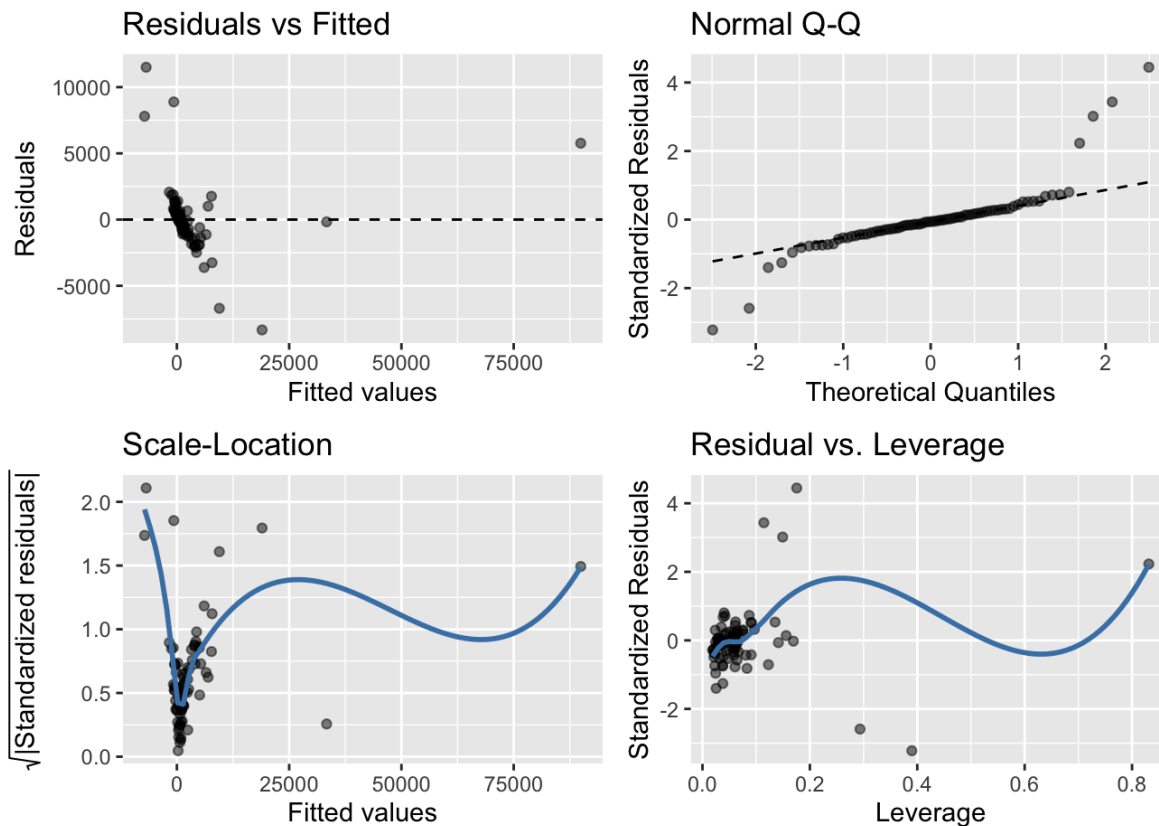 Residuals vs Fitted
Residuals
10000
5000
0
-5000
0
25000
50000
75000
Fitted values
Normal Q-Q
Standardized Residuals
4
2
0
-2
-2
-1
0
1
2
Theoretical Quantiles
Scale-Location
√|Standardized residuals|
2.0
1.5
1.0
0.5
0.0
0
25000
50000
75000
Fitted values
Residual vs. Leverage
Standardized Residuals
4
2
0
-2
0.0
0.2
0.4
0.6
0.8
Leverage